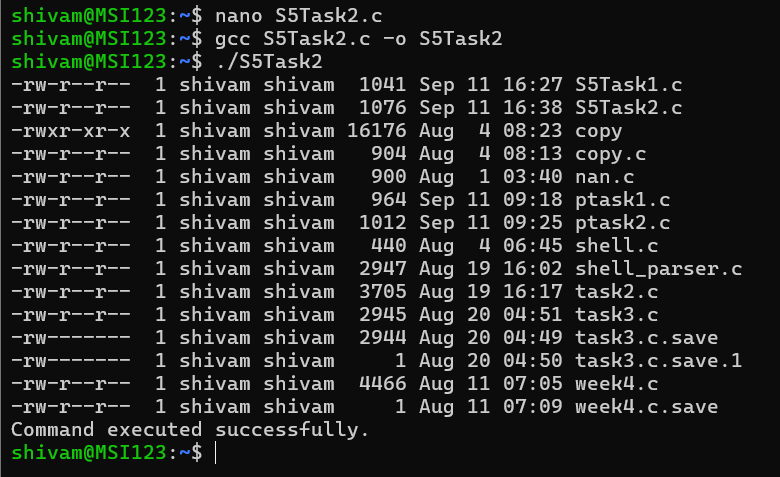 shivam@MSI123:~$ nano S5Task2.c
shivam@MSI123:~$ gcc S5Task2.c -o S5Task2
shivam@MSI123:~$ ./S5Task2
-rw-r--r--  1 shivam shivam  1041 Sep 11 16:27 S5Task1.c
-rw-r--r--  1 shivam shivam  1076 Sep 11 16:38 S5Task2.c
-rwxr-xr-x  1 shivam shivam 16176 Aug  4 08:23 copy
-rw-r--r--  1 shivam shivam   904 Aug  4 08:13 copy.c
-rw-r--r--  1 shivam shivam   900 Aug  1 03:40 nan.c
-rw-r--r--  1 shivam shivam   964 Sep 11 09:18 ptask1.c
-rw-r--r--  1 shivam shivam  1012 Sep 11 09:25 ptask2.c
-rw-r--r--  1 shivam shivam   440 Aug  4 06:45 shell.c
-rw-r--r--  1 shivam shivam  2947 Aug 19 16:02 shell_parser.c
-rw-r--r--  1 shivam shivam  3705 Aug 19 16:17 task2.c
-rw-r--r--  1 shivam shivam  2945 Aug 20 04:51 task3.c
-rw-------  1 shivam shivam  2944 Aug 20 04:49 task3.c.save
-rw-------  1 shivam shivam     1 Aug 20 04:50 task3.c.save.1
-rw-r--r--  1 shivam shivam  4466 Aug 11 07:05 week4.c
-rw-r--r--  1 shivam shivam     1 Aug 11 07:09 week4.c.save
Command executed successfully.
shivam@MSI123:~$